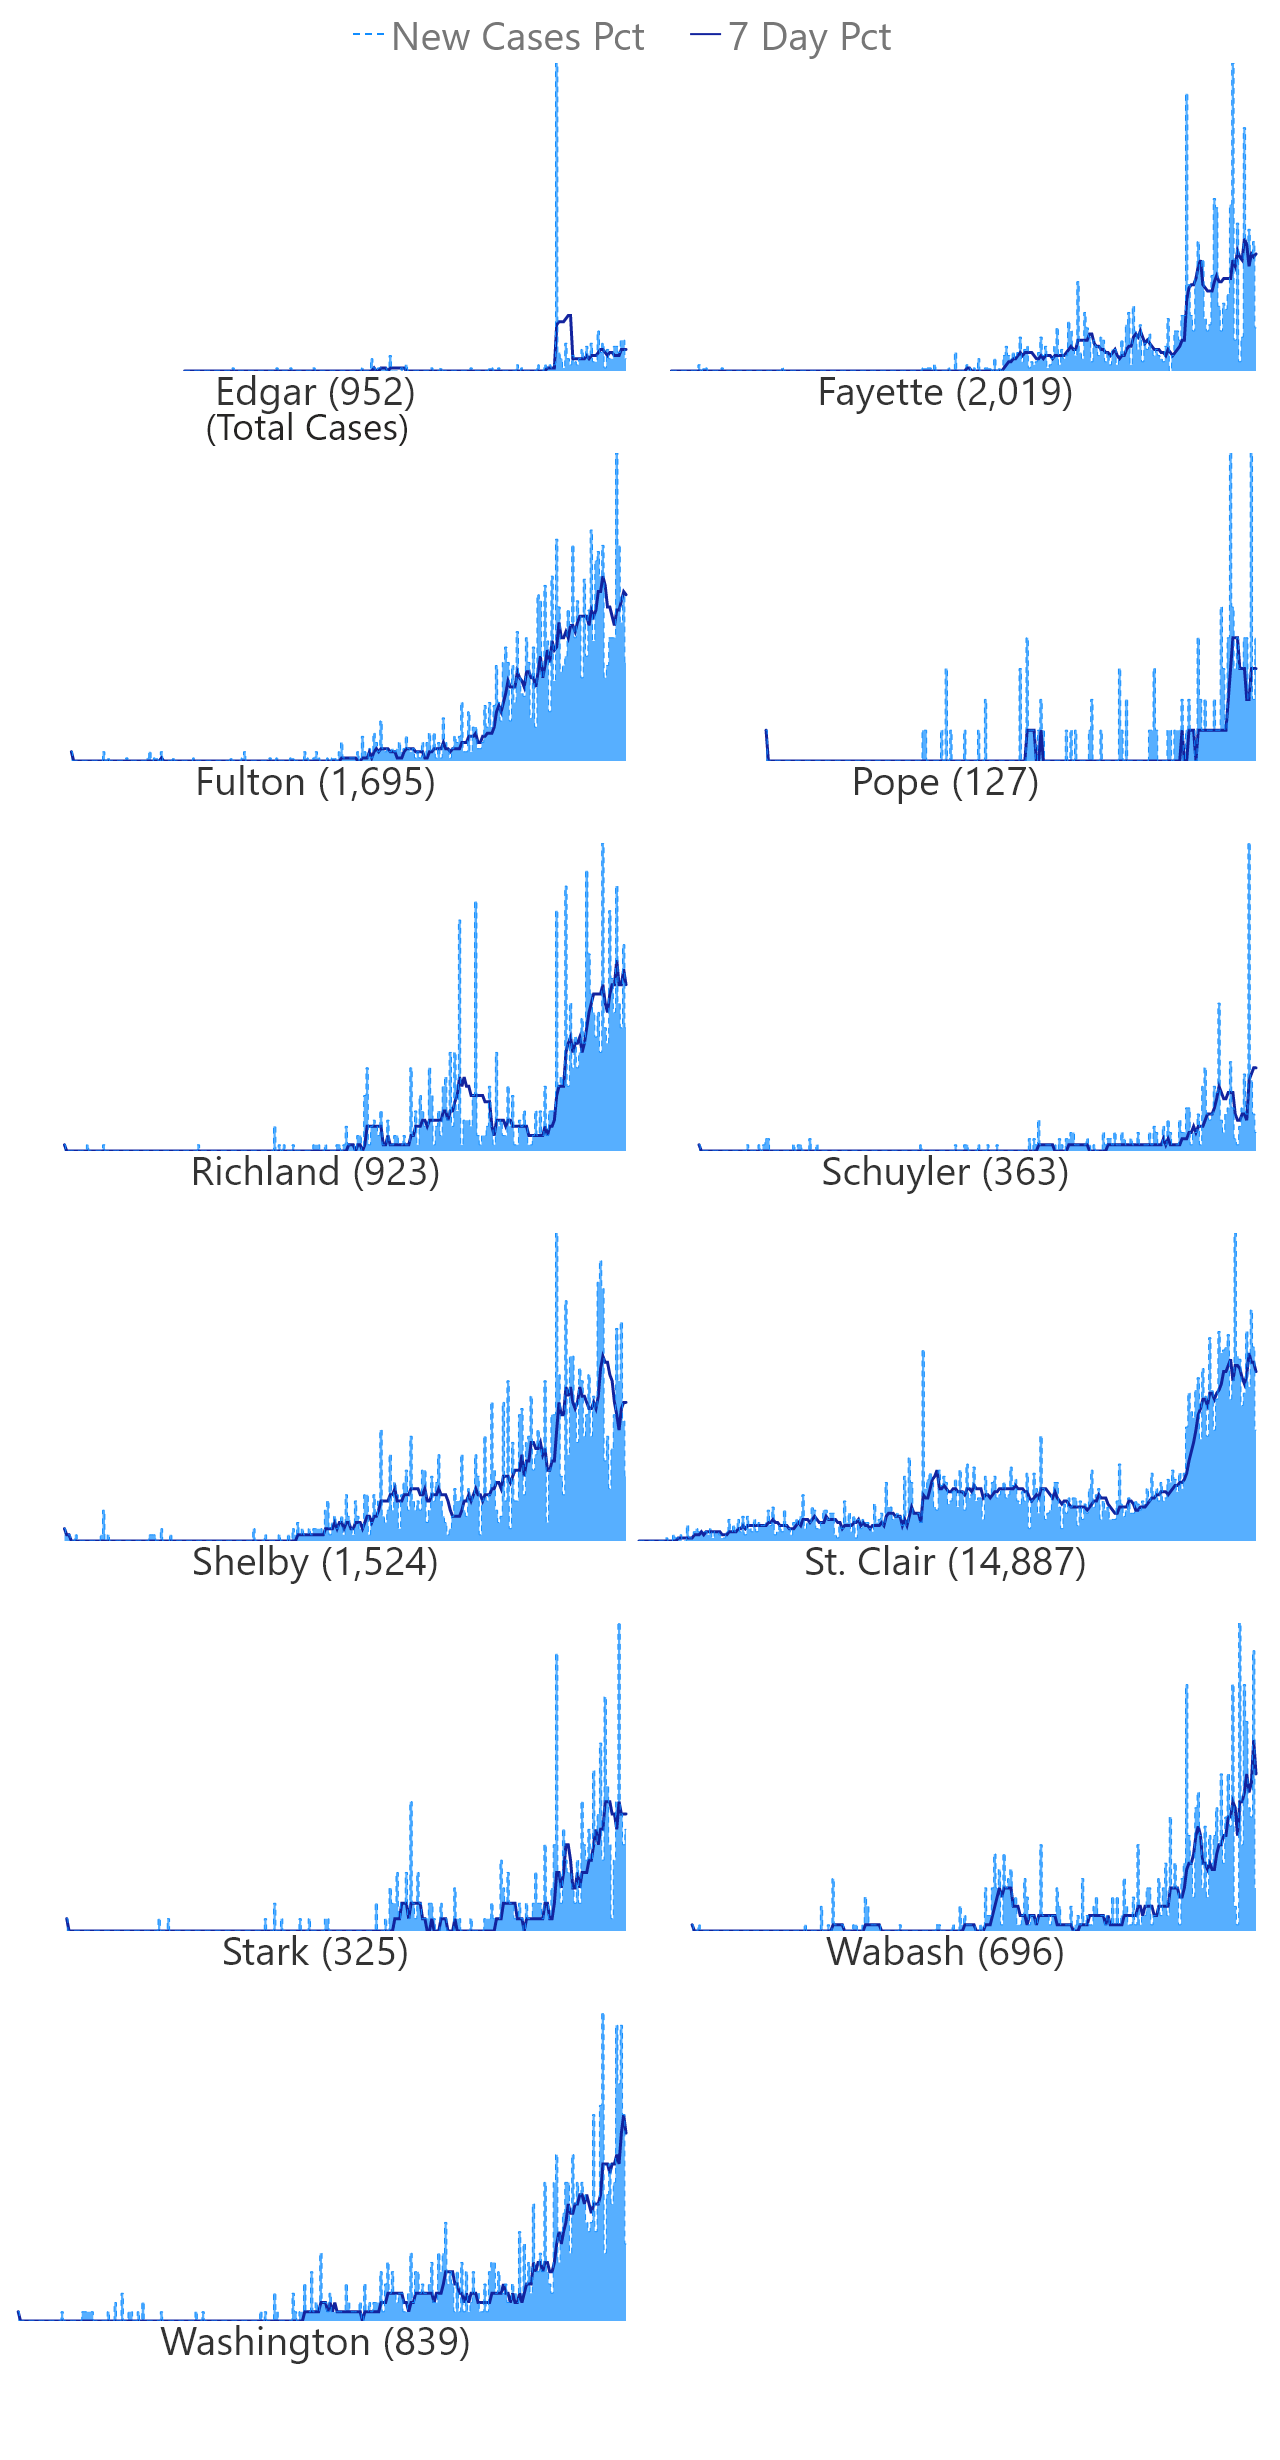 New Cases Pct 7 Day Pct
Edgar (952) Fayette (2,019)
(Total Cases)
Fulton (1,695) Pope (127)
Richland (923) Schuyler (363)
Shelby (1,524) St. Clair (14,887)
Stark (325) Wabash (696)
Washington (839)